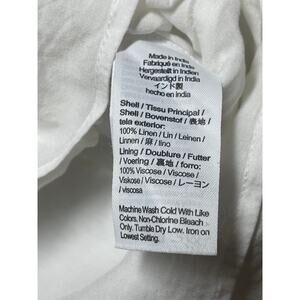 Made in India
Fabriqué en Inde
Hergestellt in Indien
Vervaardigd in India
インド製
hecho en india
Shell / Tissu Principal /
Shell / Bovenstof / 表地 /
tela exterior:
100% Linen / Lin / Leinen /
Linnen / 麻 / lino
Lining / Doublure / Futter
/ Voering / 裏地 / forro:
100% Viscose / Viscose /
Viskose / Viscose / レーヨ
ン / viscosa
Machine Wash Cold With Like
Colors. Non-Chlorine Bleach
Only. Tumble Dry Low. Iron on
Lowest Setting.